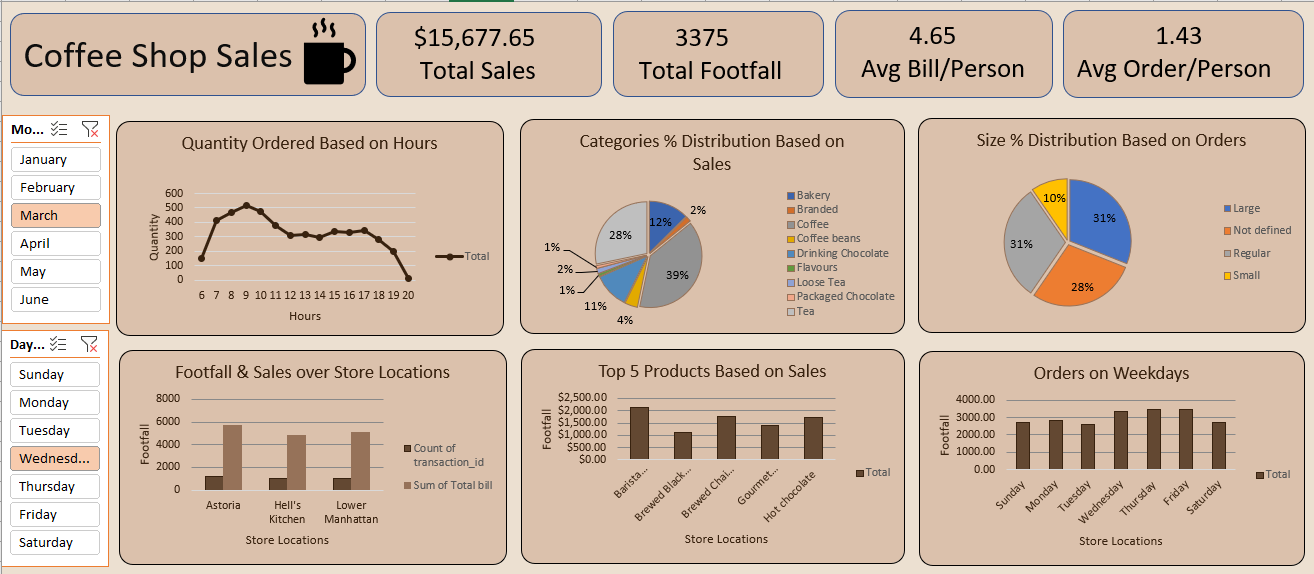 Coffee Shop Sales
$15,677.65
Total Sales
3375
Total Footfall
4.65
Avg Bill/Person
1.43
Avg Order/Person
Mo...
January
February
March
April
May
June
Day...
Sunday
Monday
Tuesday
Wednesd...
Thursday
Friday
Saturday
Quantity Ordered Based on Hours
Quantity
600
500
400
300
200
100
0
6 7 8 9 10 11 12 13 14 15 16 17 18 19 20
Hours
Total
Categories % Distribution Based on
Sales
12%
2%
39%
4%
11%
1%
2%
1%
28%
Bakery
Branded
Coffee
Coffee beans
Drinking Chocolate
Flavours
Loose Tea
Packaged Chocolate
Tea
Size % Distribution Based on Orders
31%
28%
31%
10%
Large
Not defined
Regular
Small
Footfall & Sales over Store Locations
Footfall
8000
6000
4000
2000
0
Astoria
Hell's
Kitchen
Lower
Manhattan
Store Locations
Count of
transaction_id
Sum of Total bill
Top 5 Products Based on Sales
Footfall
$2,500.00
$2,000.00
$1,500.00
$1,000.00
$500.00
$0.00
Barista...
Brewed Black...
Brewed Chai...
Gourmet...
Hot chocolate
Store Locations
Total
Orders on Weekdays
Footfall
4000.00
3000.00
2000.00
1000.00
0.00
Sunday
Monday
Tuesday
Wednesday
Thursday
Friday
Saturday
Store Locations
Total